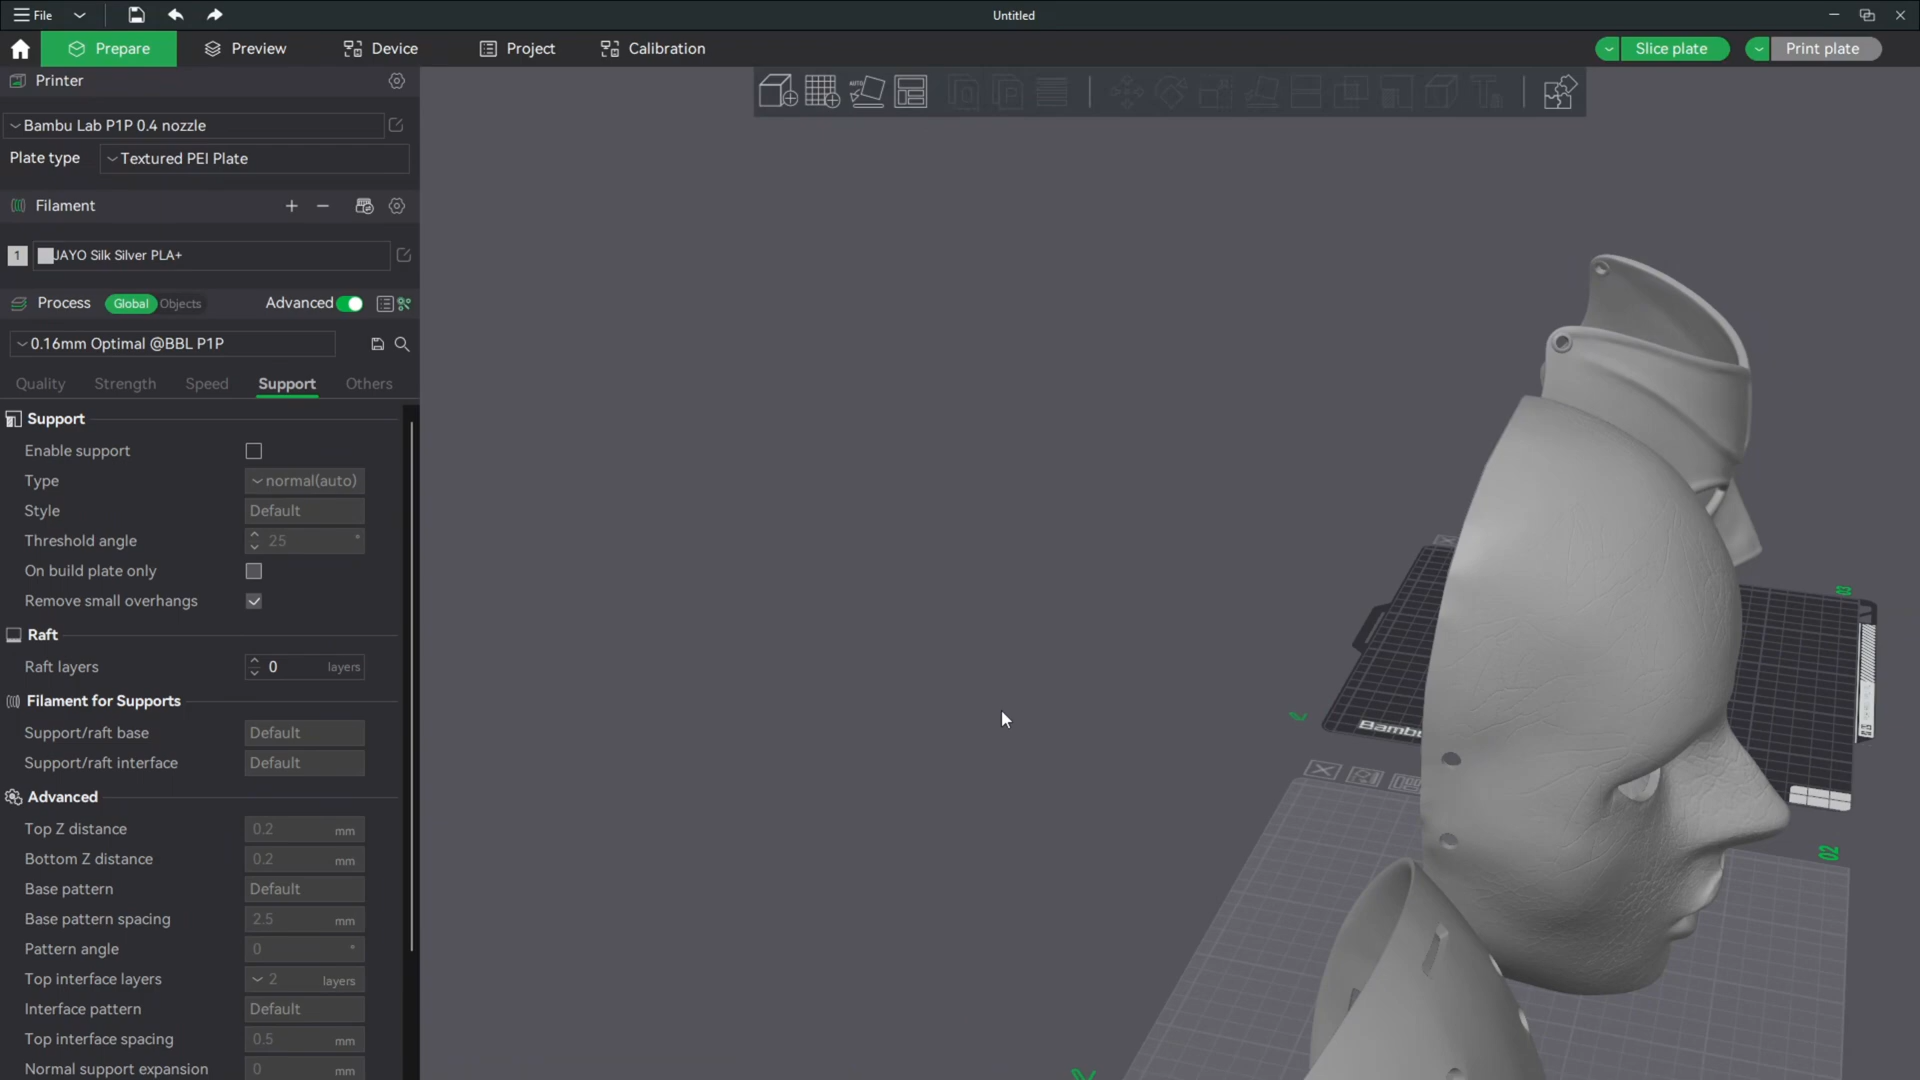 File
Untitled
Prepare
Preview
Device
Project
Calibration
Slice plate
Print plate
Printer
Bambu Lab P1P 0.4 nozzle
Plate type
Textured PEI Plate
Filament
1
JAYO Silk Silver PLA+
Process
Global
Objects
Advanced
0.16mm Optimal @BBL P1P
Quality
Strength
Speed
Support
Others
Support
Enable support
Type
normal(auto)
Style
Default
Threshold angle
25 °
On build plate only
Remove small overhangs
Raft
Raft layers
0 layers
Filament for Supports
Support/raft base
Default
Support/raft interface
Default
Advanced
Top Z distance
0.2 mm
Bottom Z distance
0.2 mm
Base pattern
Default
Base pattern spacing
2.5 mm
Pattern angle
0 °
Top interface layers
2 layers
Interface pattern
Default
Top interface spacing
0.5 mm
Normal support expansion
0 mm
AUTO
Bambu
02